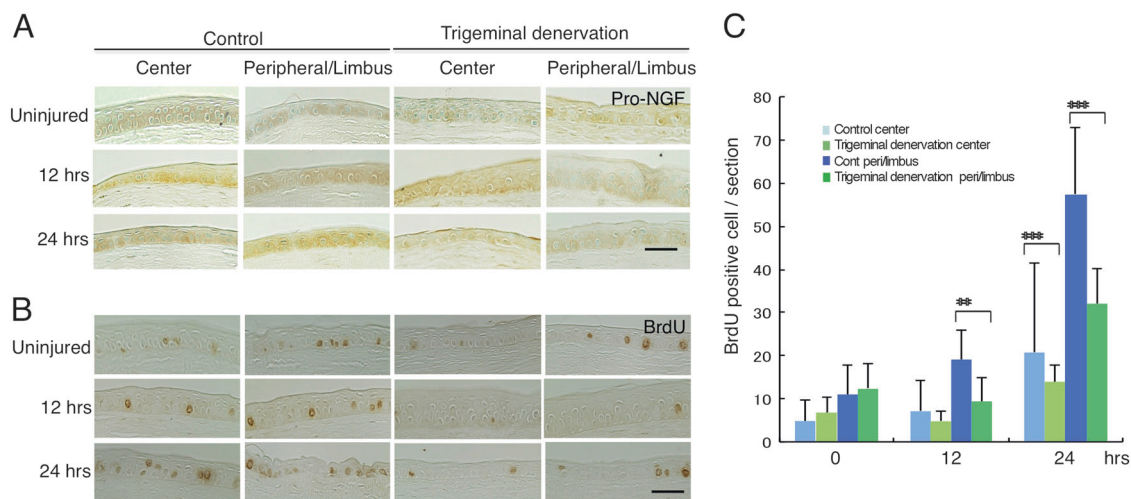 A
Control
Trigeminal denervation
Center
Peripheral/Limbus
Center
Peripheral/Limbus
Uninjured
Pro-NGF
12 hrs
24 hrs
B
Uninjured
BrdU
12 hrs
24 hrs
C
BrdU positive cell / section
80
70
60
50
40
30
20
10
0
Control center
Trigeminal denervation center
Cont peri/limbus
Trigeminal denervation peri/limbus
**
***
***
0
12
24
hrs